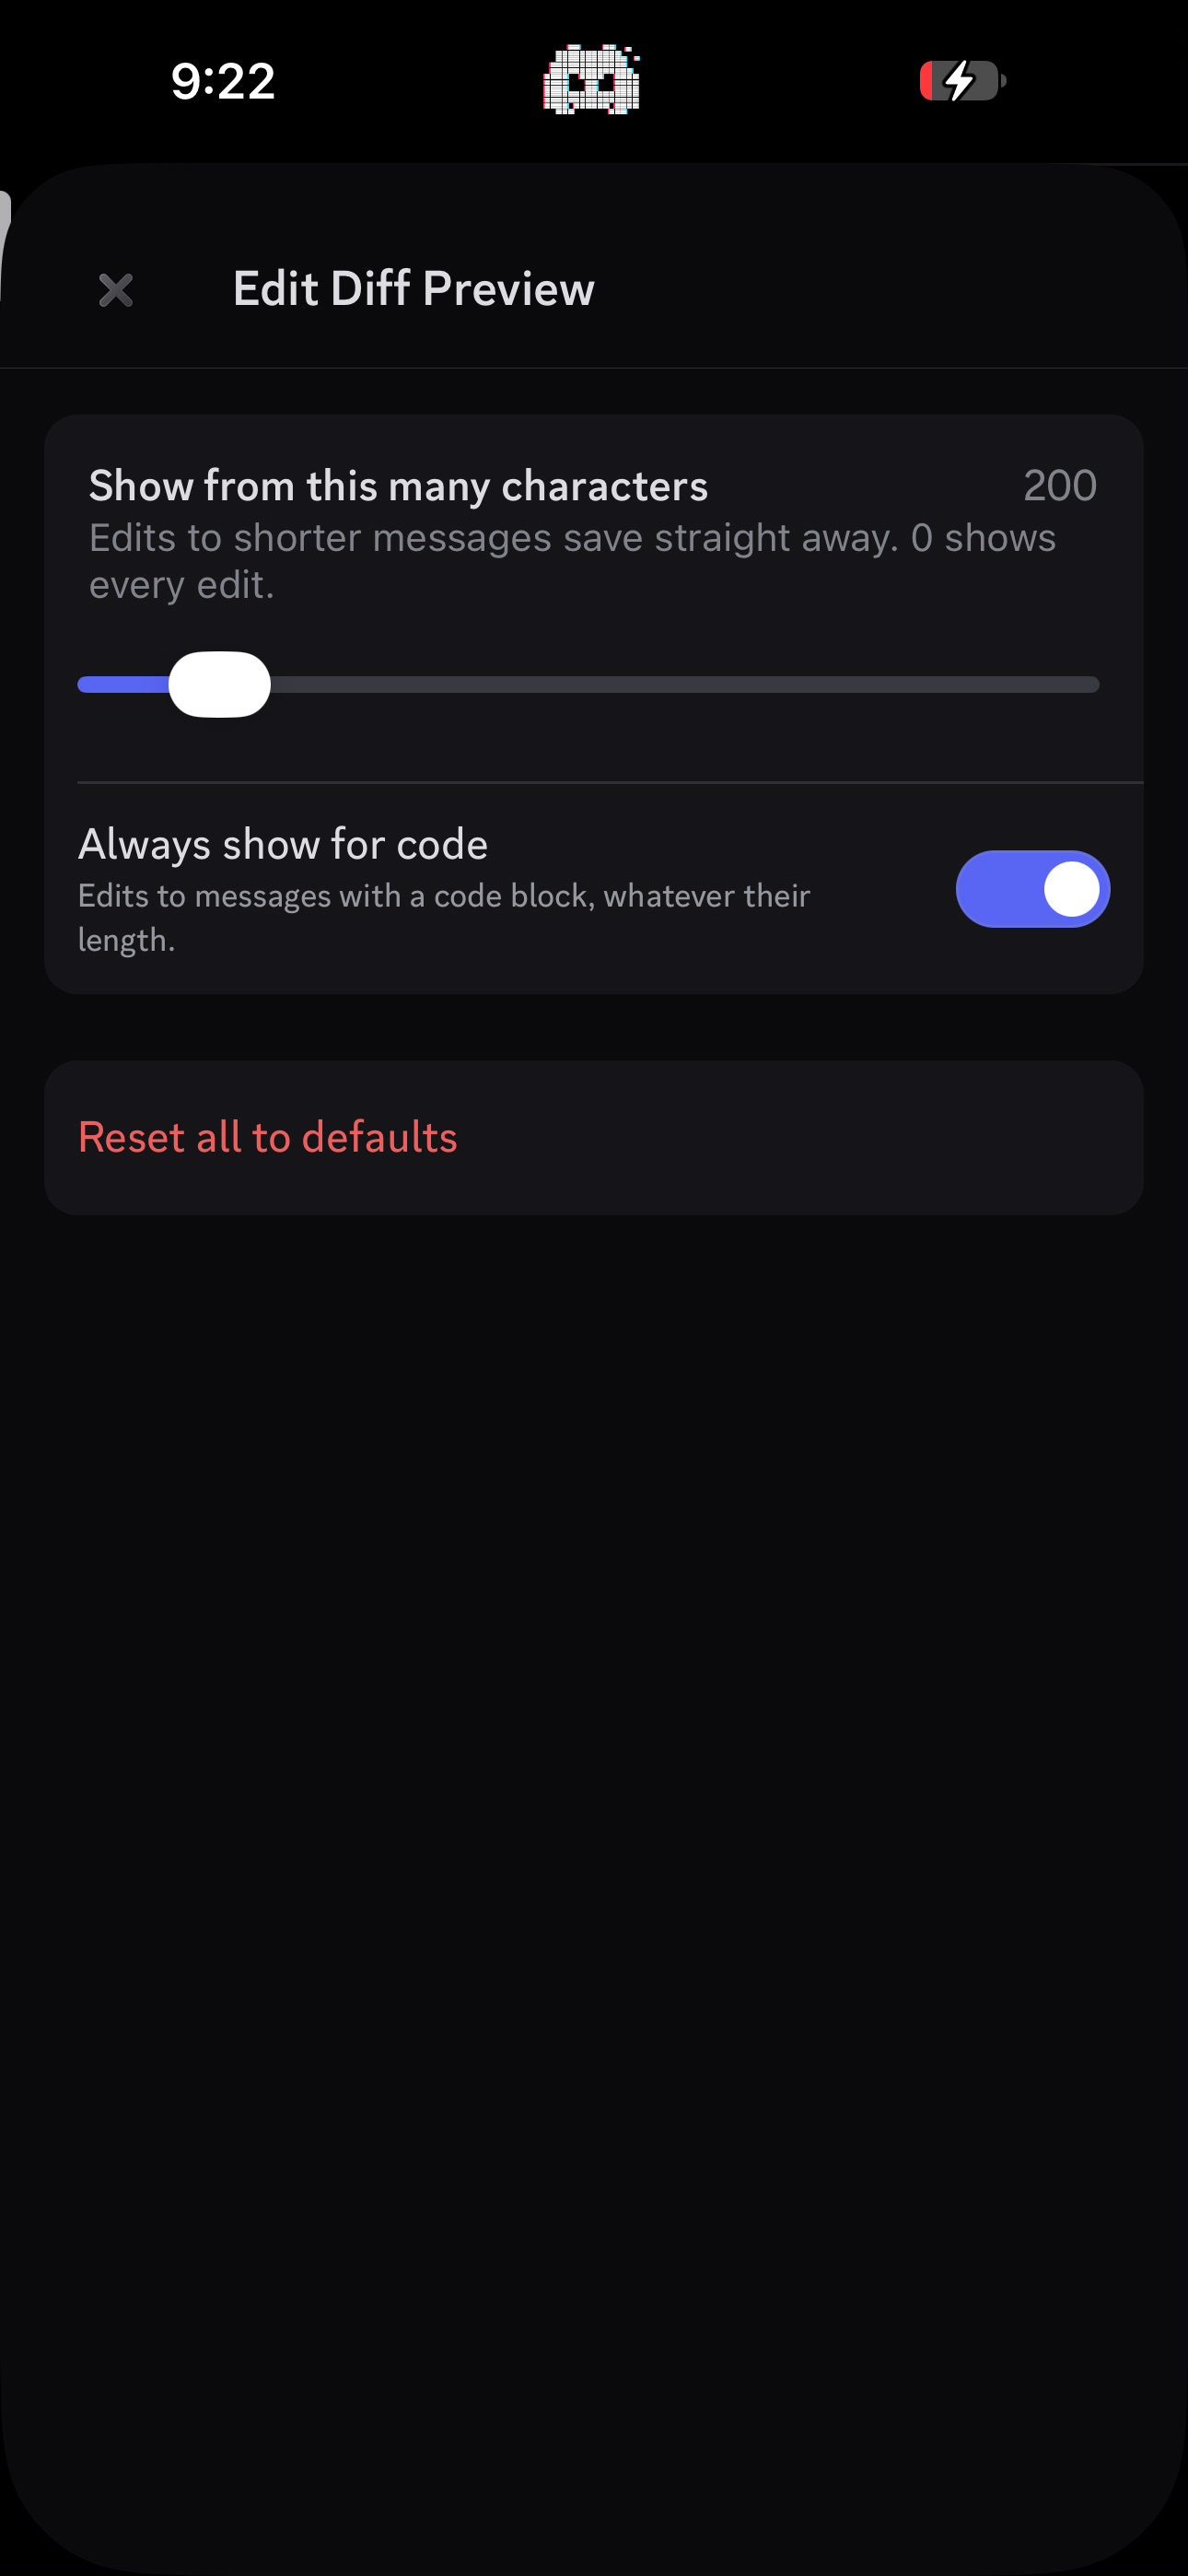 9:22
Edit Diff Preview
Show from this many characters 200
Edits to shorter messages save straight away. 0 shows
every edit.
Always show for code
Edits to messages with a code block, whatever their
length.
Reset all to defaults